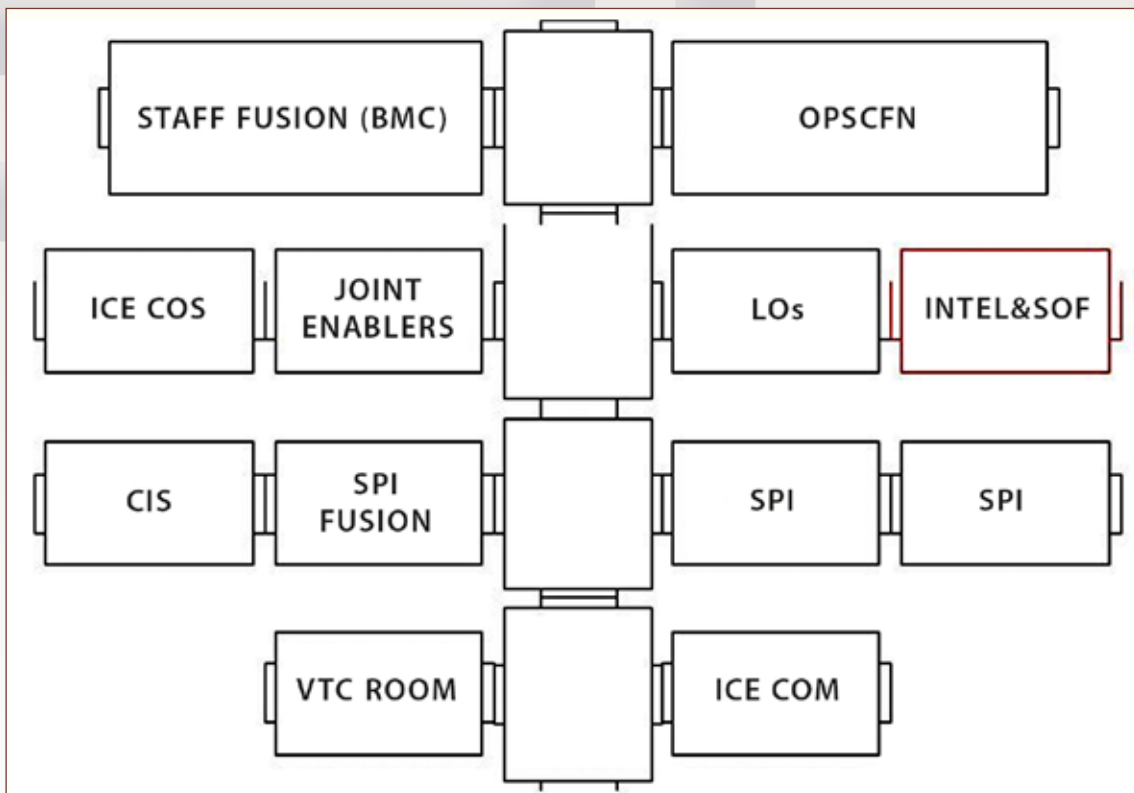 STAFF FUSION (BMC)
OPSCFN
ICE COS
JOINT
ENABLERS
LOs
INTEL&SOF
CIS
SPI
FUSION
SPI
SPI
VTC ROOM
ICE COM